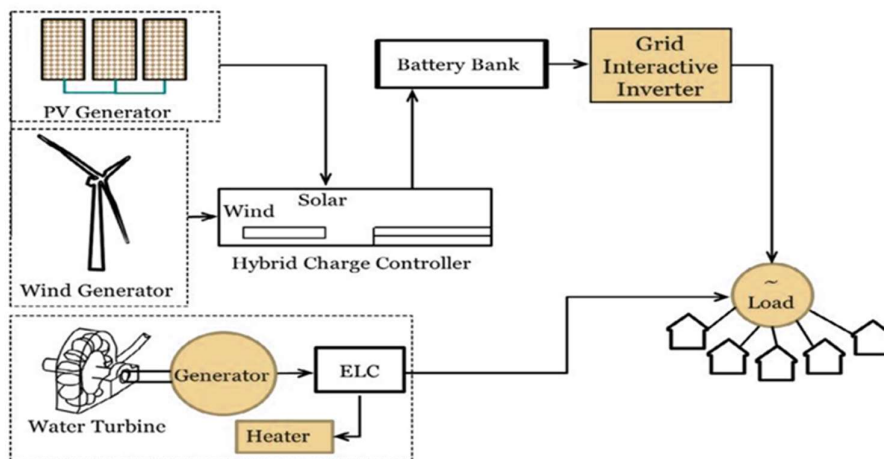 PV Generator
Wind Generator
Solar
Wind
Hybrid Charge Controller
Battery Bank
Grid
Interactive
Inverter
~
Load
Water Turbine
Generator
ELC
Heater